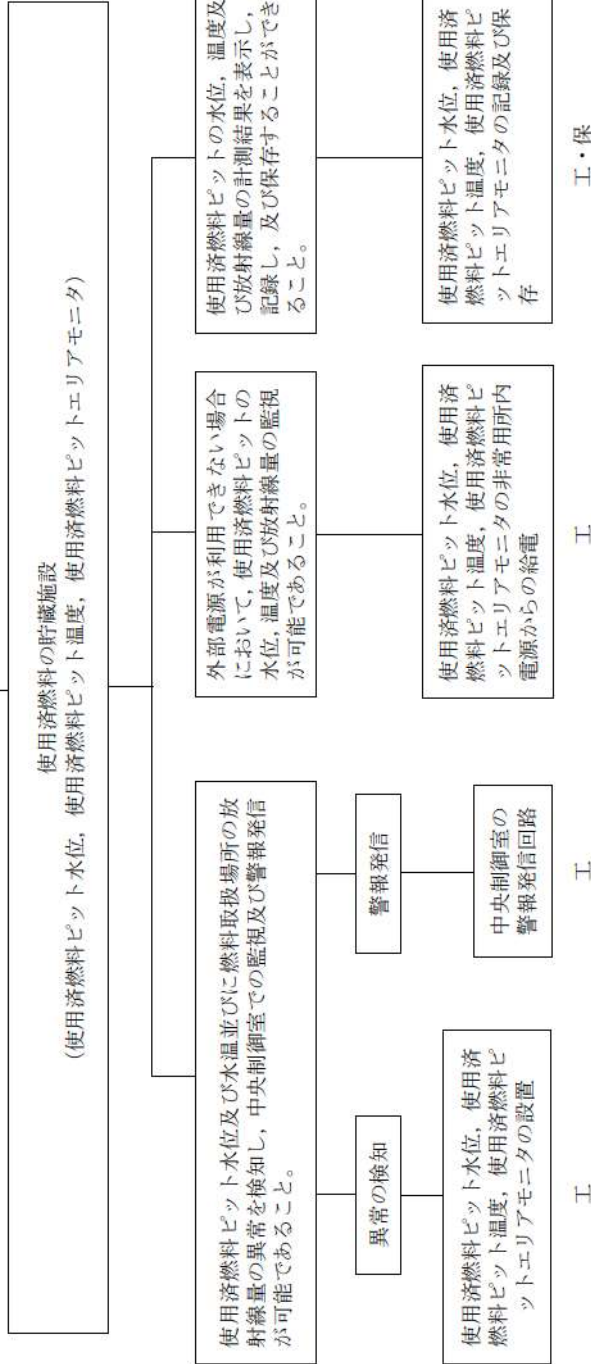 使用済燃料の貯蔵施設
(使用済燃料ピット水位，使用済燃料ピット温度，使用済燃料ピットエリアモニタ)
使用済燃料ピット水位及び水温並びに燃料取扱場所の放
射線量の異常を検知し，中央制御室での監視及び警報発信
が可能であること。
異常の検知
使用済燃料ピット水位，使用済
燃料ピット温度，使用済燃料ピ
ットエリアモニタの設置
工
警報発信
中央制御室の
警報発信回路
工
外部電源が利用できない場合
において，使用済燃料ピットの
水位，温度及び放射線量の監視
が可能であること。
使用済燃料ピット水位，使用済
燃料ピット温度，使用済燃料ピ
ットエリアモニタの非常用所内
電源からの給電
工
使用済燃料ピットの水位，温度及
び放射線量の計測結果を表示し，
記録し，及び保存することができ
ること。
使用済燃料ピット水位，使用済
燃料ピット温度，使用済燃料ピ
ットエリアモニタの記録及び保
存
工・保